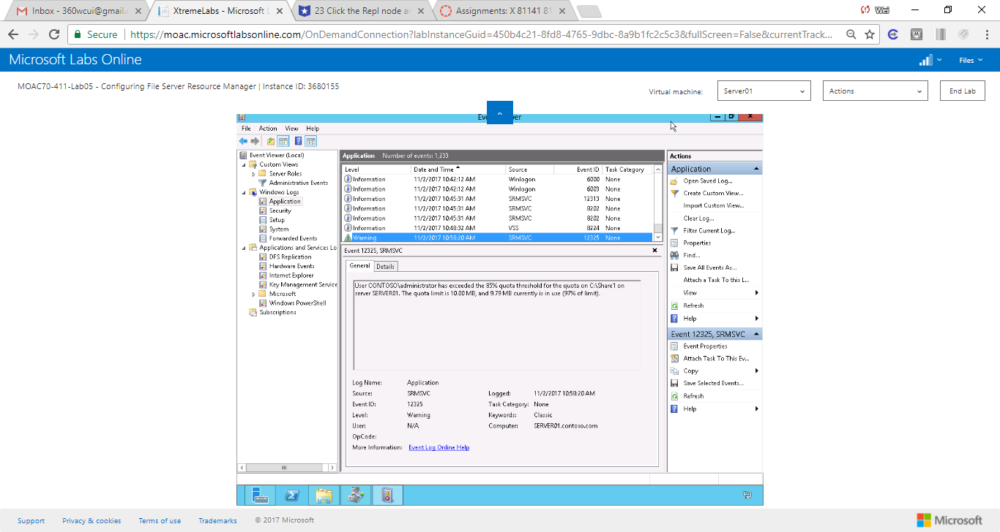 Inbox - 360wcui@gmail.c
XtremeLabs - Microsoft L
23 Click the Repl node a
Assignments: X 81141 81
Wei
Secure
https://moac.microsoftlabsonline.com/OnDemandConnection?labInstanceGuid=450b4c21-8fd8-4765-9dbc-8a9b1fc2c5c3&fullScreen=False&currentTrack...
Microsoft Labs Online
Files
MOAC70-411-Lab05 - Configuring File Server Resource Manager | Instance ID: 3680155
Virtual machine:
Server01
Actions
End Lab
File Action View Help
Event Viewer (Local)
Custom Views
Server Roles
Administrative Events
Windows Logs
Application
Security
Setup
System
Forwarded Events
Applications and Services Lo
DFS Replication
Hardware Events
Internet Explorer
Key Management Service
Microsoft
Windows PowerShell
Subscriptions
Application Number of events: 1,233
Level Date and Time Source Event ID Task Category
Information 11/2/2017 10:42:12 AM Winlogon 6000 None
Information 11/2/2017 10:42:12 AM Winlogon 6003 None
Information 11/2/2017 10:45:31 AM SRMSVC 12313 None
Information 11/2/2017 10:45:31 AM SRMSVC 8202 None
Information 11/2/2017 10:45:31 AM SRMSVC 8202 None
Information 11/2/2017 10:48:32 AM VSS 8224 None
Warning 11/2/2017 10:58:20 AM SRMSVC 12325 None
Event 12325, SRMSVC
General Details
User CONTOSO\administrator has exceeded the 85% quota threshold for the quota on C:\Share1 on
server SERVER01. The quota limit is 10.00 MB, and 9.79 MB currently is in use (97% of limit).
Log Name: Application
Source: SRMSVC Logged: 11/2/2017 10:58:20 AM
Event ID: 12325 Task Category: None
Level: Warning Keywords: Classic
User: N/A Computer: SERVER01.contoso.com
OpCode:
More Information: Event Log Online Help
Actions
Application
Open Saved Log...
Create Custom View...
Import Custom View...
Clear Log...
Filter Current Log...
Properties
Find...
Save All Events As...
Attach a Task To this L...
View
Refresh
Help
Event 12325, SRMSVC
Event Properties
Attach Task To This Ev...
Copy
Save Selected Events...
Refresh
Help
Support
Privacy & cookies
Terms of use
Trademarks
© 2017 Microsoft
Microsoft